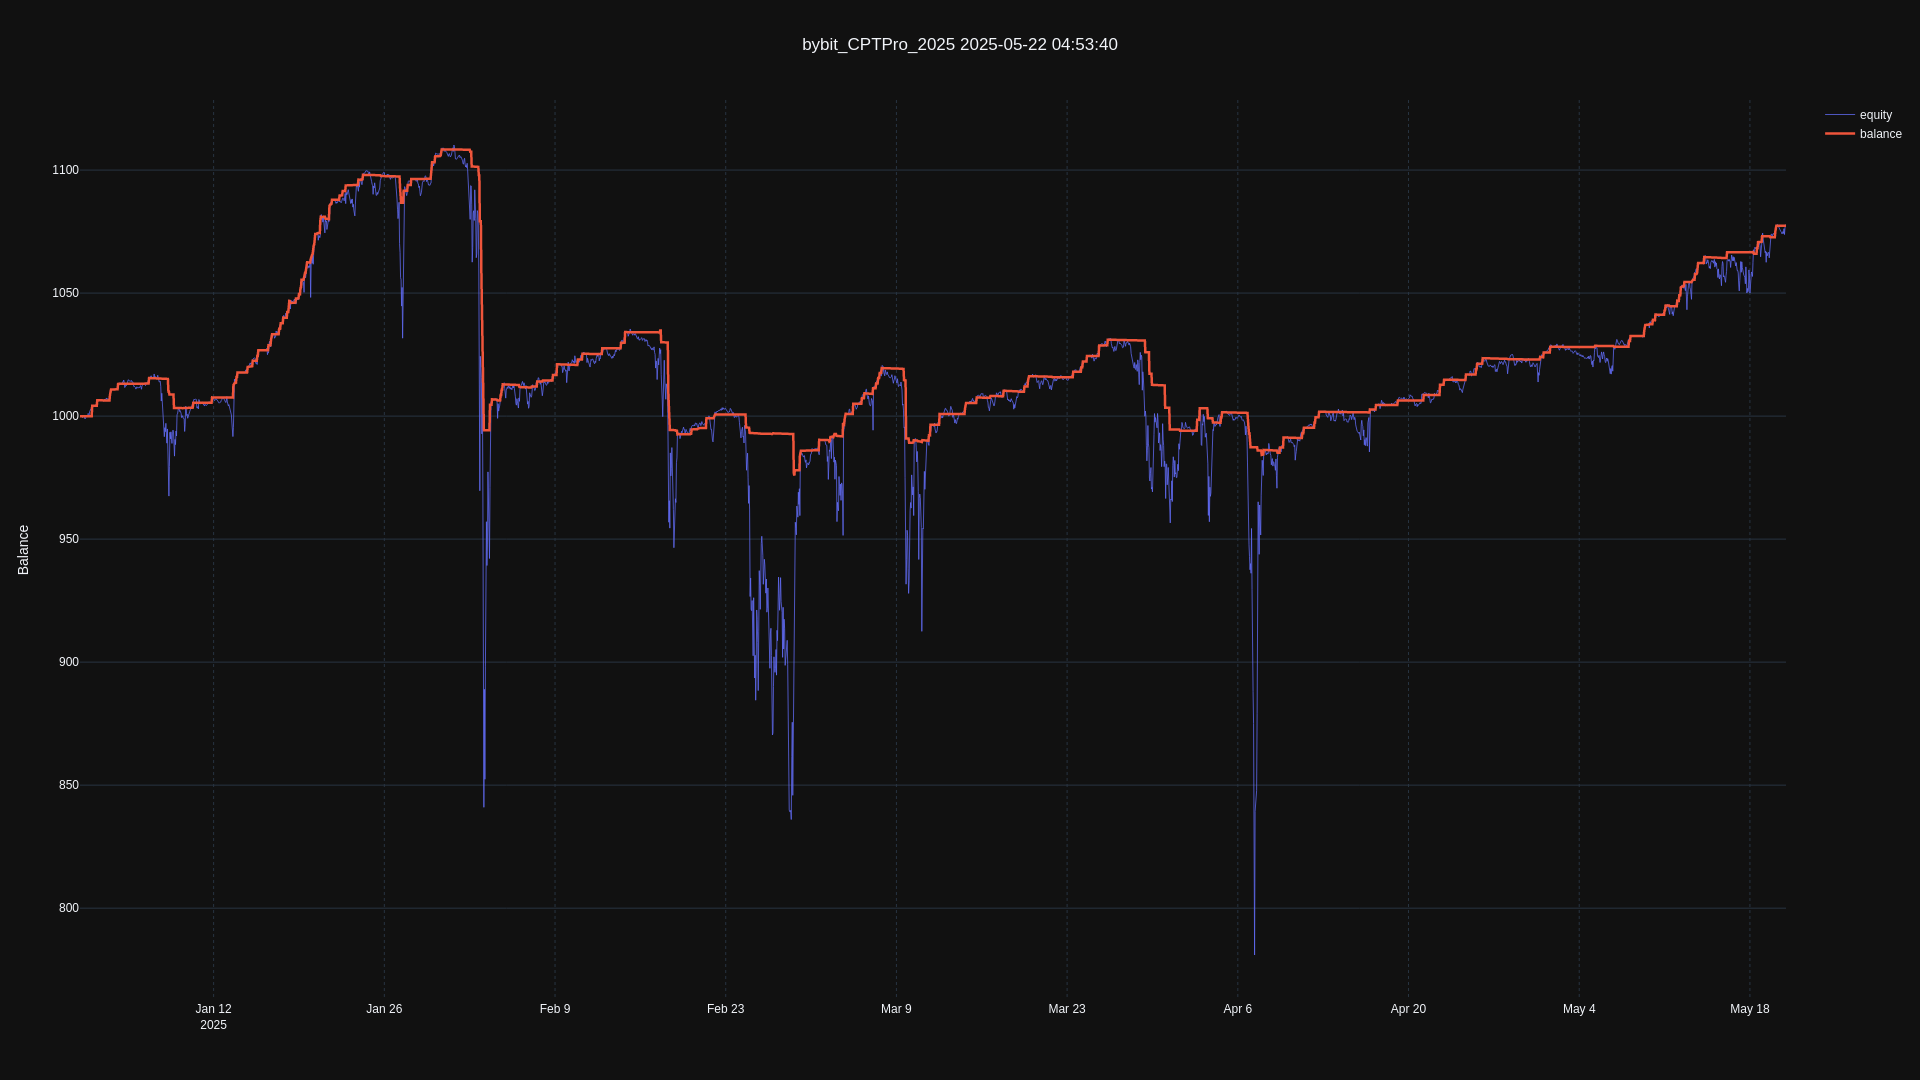 bybit_CPTPro_2025 2025-05-22 04:53:40
equity
balance
Balance
1100
1050
1000
950
900
850
800
Jan 12
2025
Jan 26
Feb 9
Feb 23
Mar 9
Mar 23
Apr 6
Apr 20
May 4
May 18